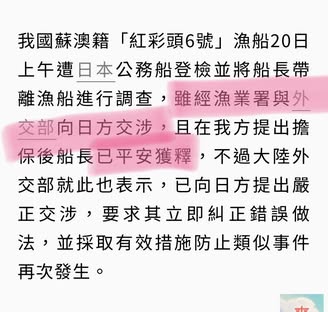 我國蘇澳籍「紅彩頭6號」漁船20日
上午遭日本公務船登檢並將船長帶
離漁船進行調查，雖經漁業署與外
交部向日方交涉，且在我方提出擔
保後船長已平安獲釋，不過大陸外
交部就此也表示，已向日方提出嚴
正交涉，要求其立即糾正錯誤做
法，並採取有效措施防止類似事件
再次發生。